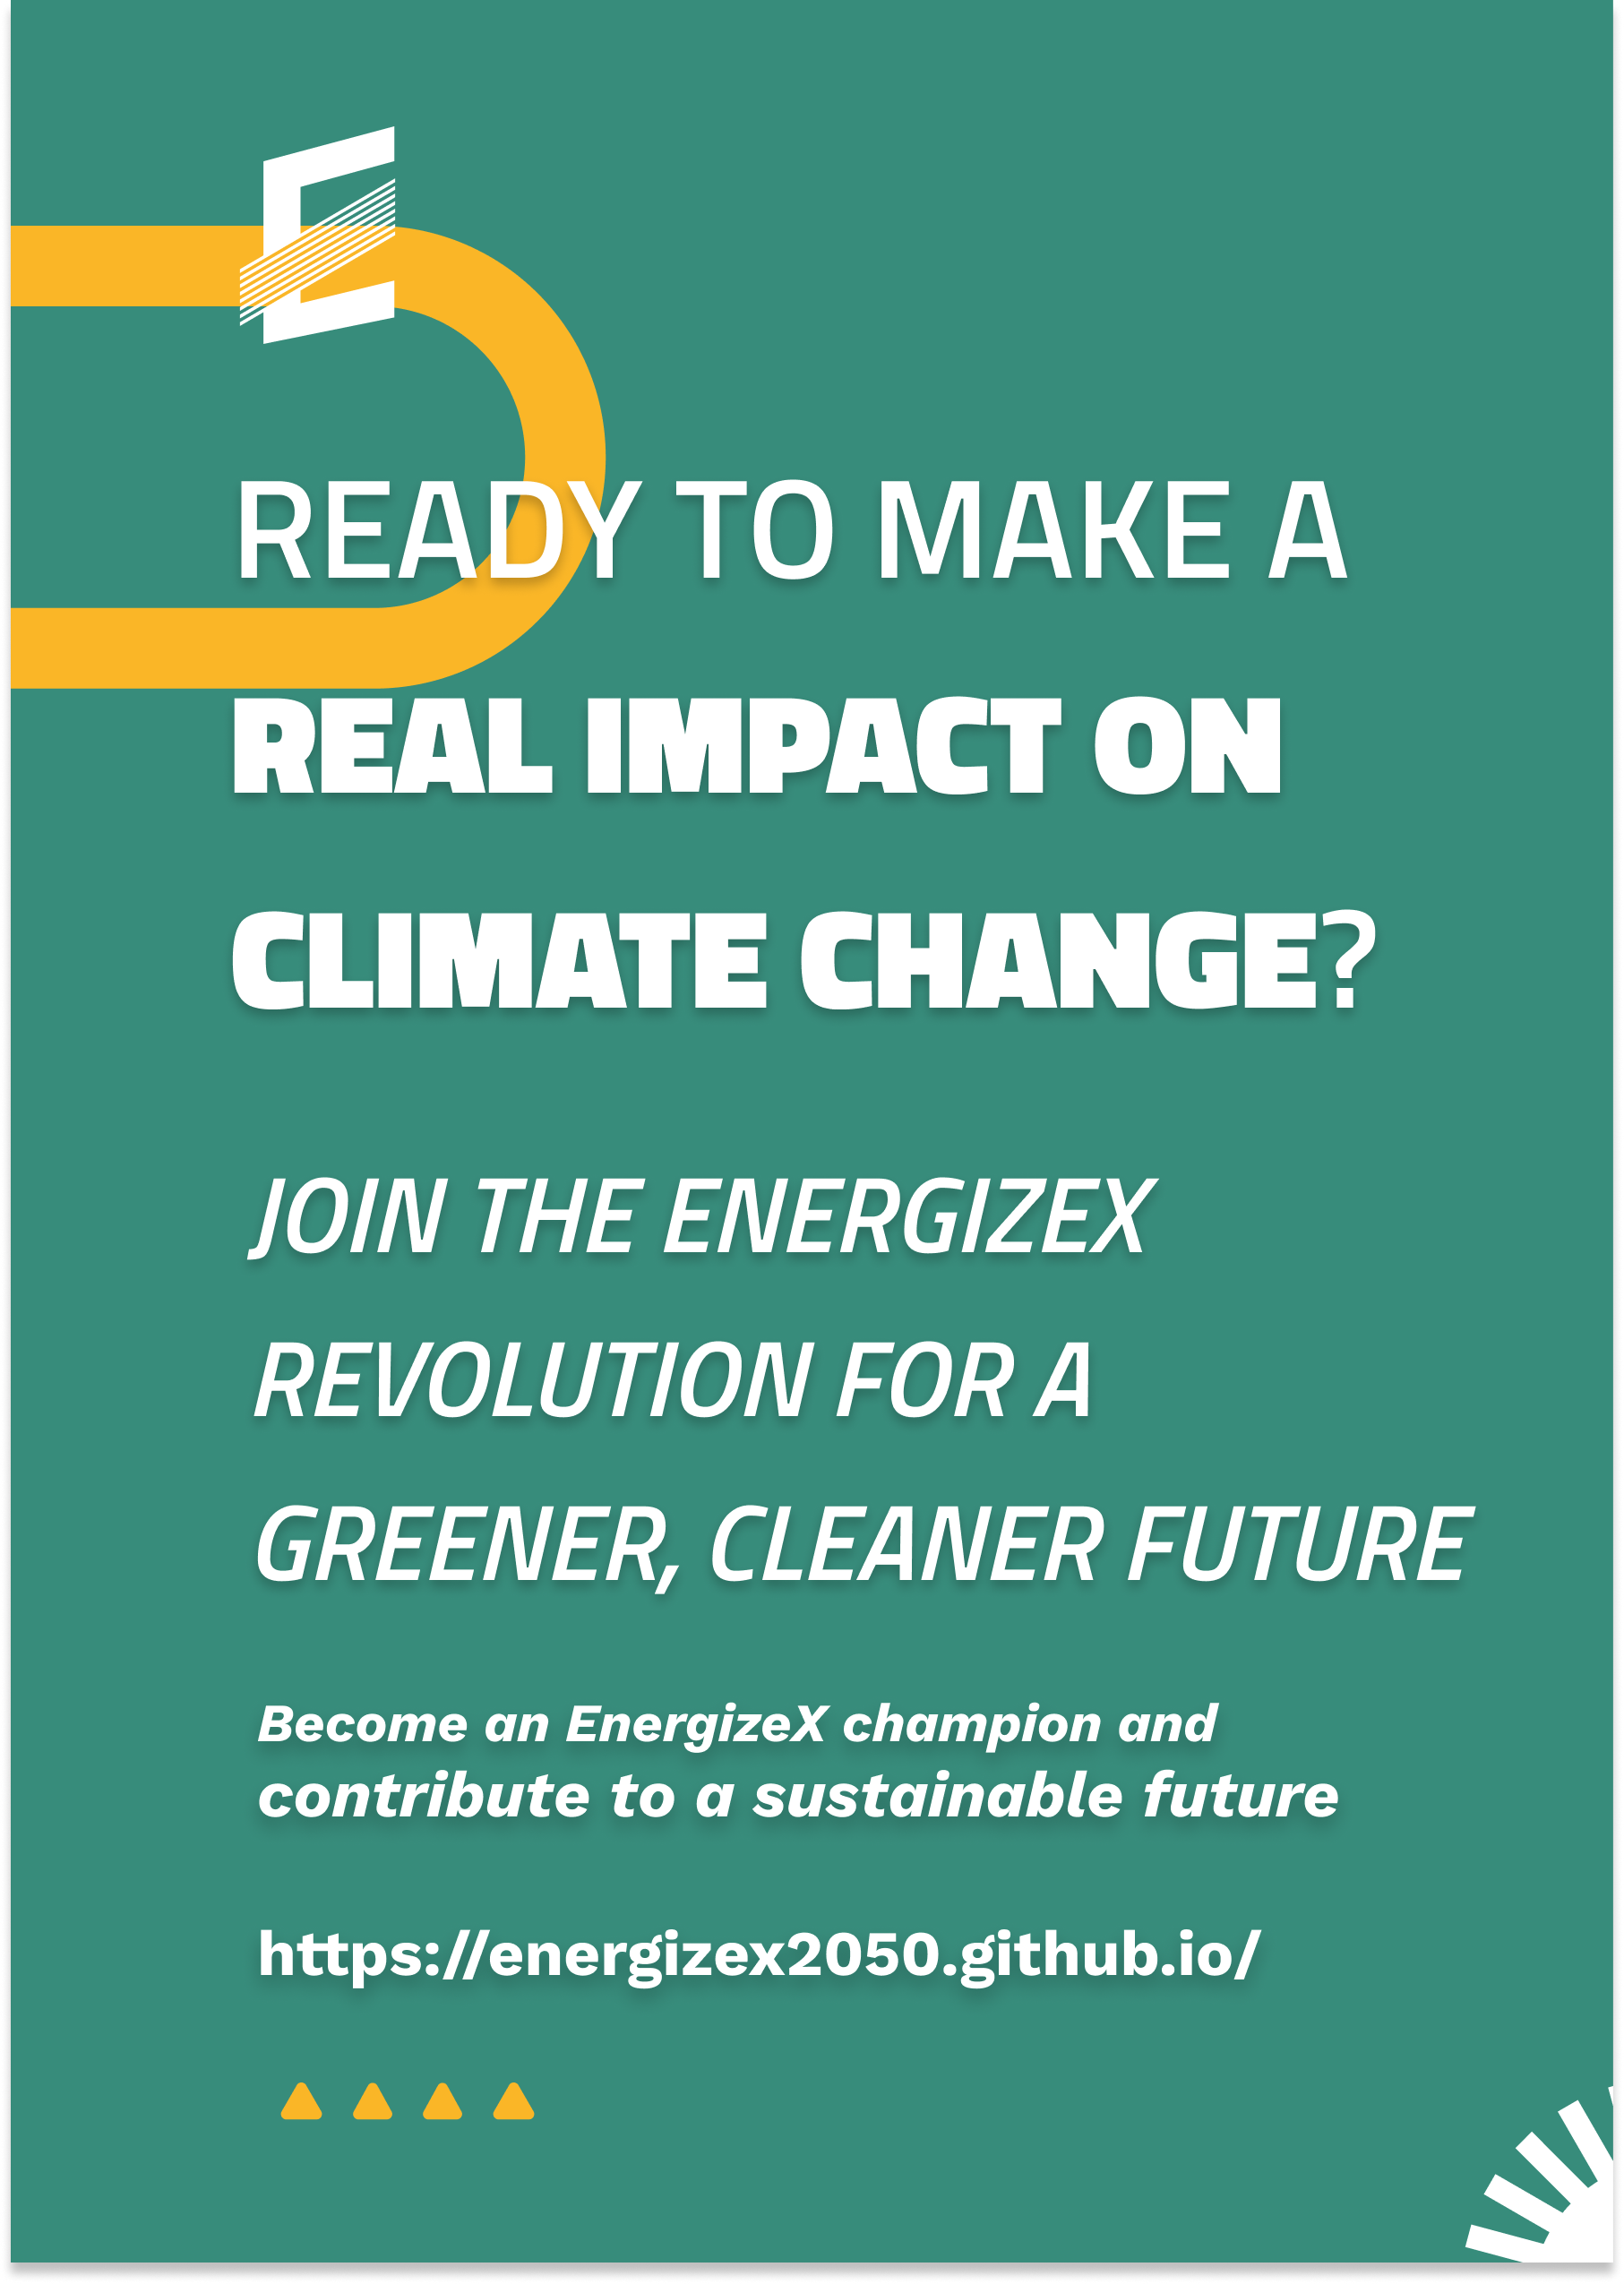 E
READY TO MAKE A
REAL IMPACT ON
CLIMATE CHANGE?
JOIN THE ENERGIZEX
REVOLUTION FOR A
GREENER, CLEANER FUTURE
Become an EnergizeX champion and
contribute to a sustainable future
https://energizex2050.github.io/